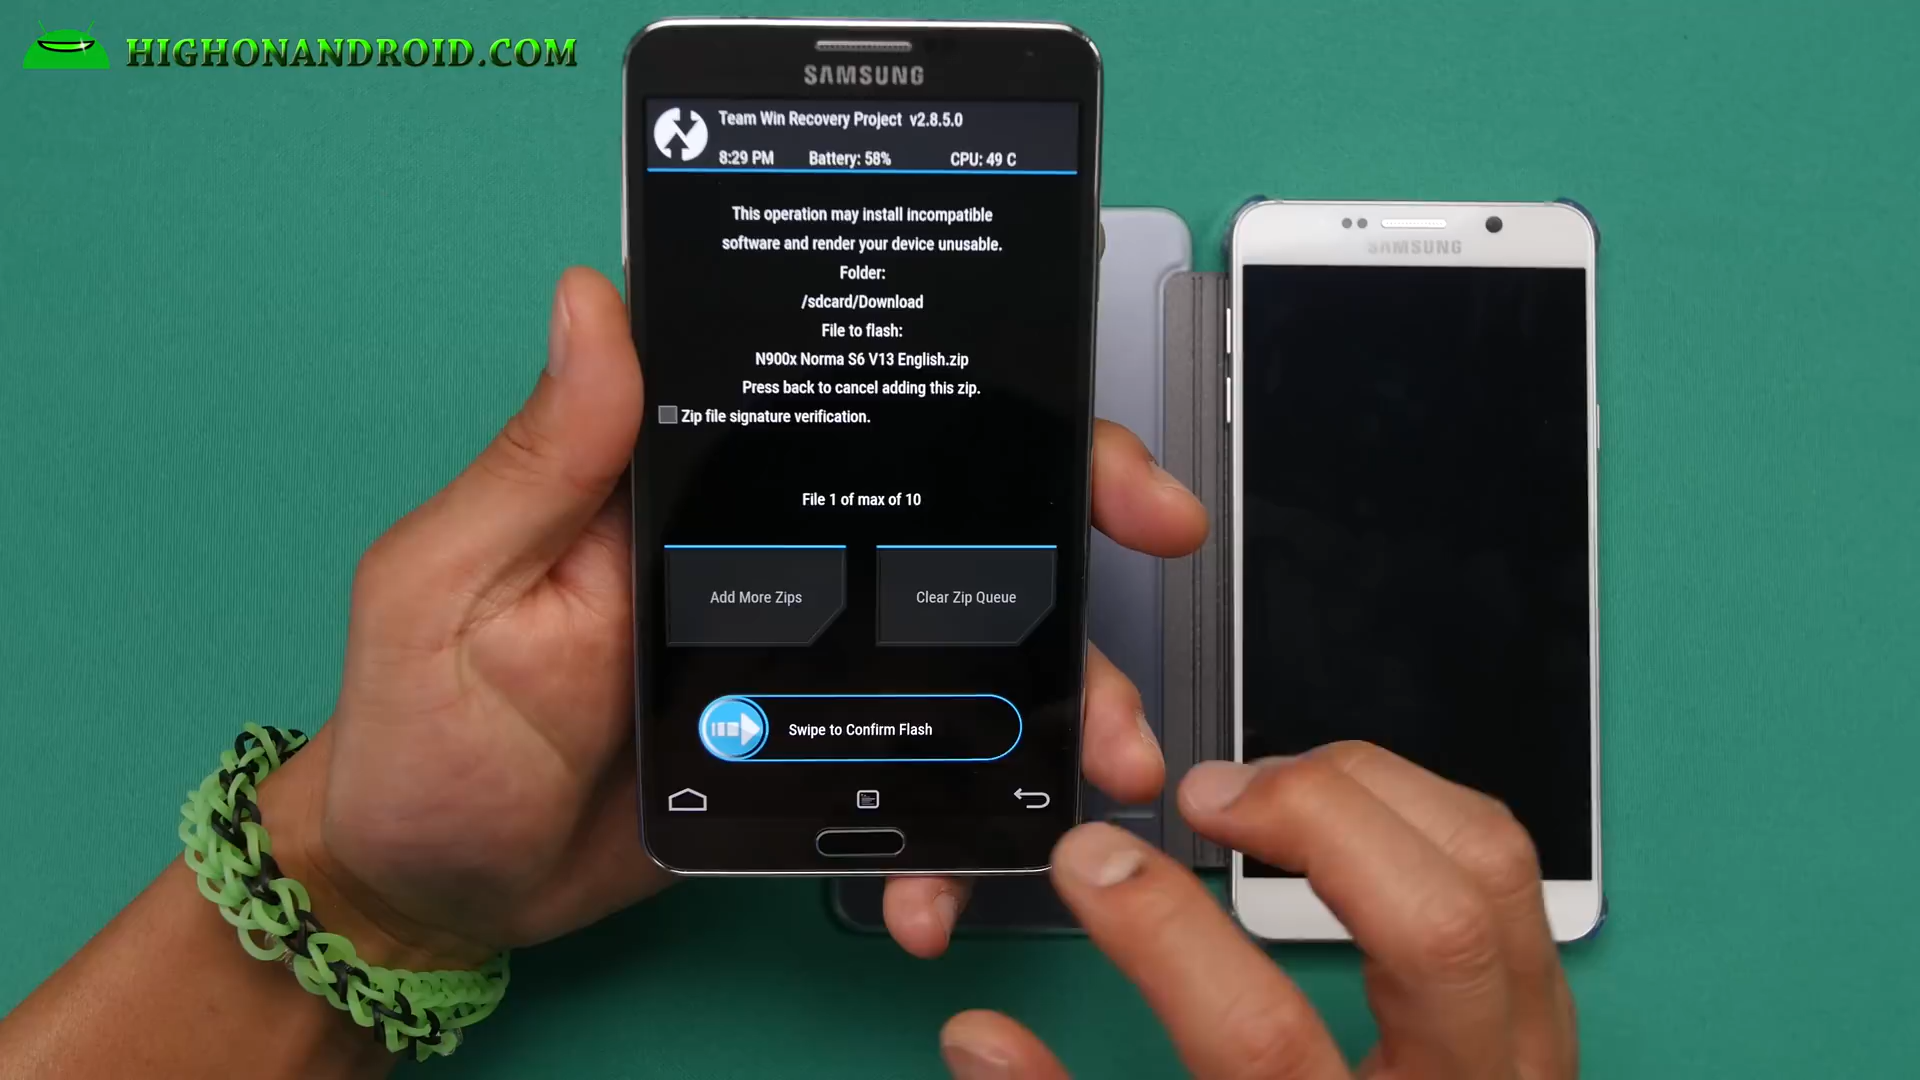 HIGHONANDROID.COM
SAMSUNG
Team Win Recovery Project v2.8.5.0
8:29 PM Battery: 58% CPU: 49 C
This operation may install incompatible
software and render your device unusable.
Folder:
/sdcard/Download
File to flash:
N900x Norma S6 V13 English.zip
Press back to cancel adding this zip.
Zip file signature verification.
File 1 of max of 10
Add More Zips
Clear Zip Queue
Swipe to Confirm Flash
SAMSUNG